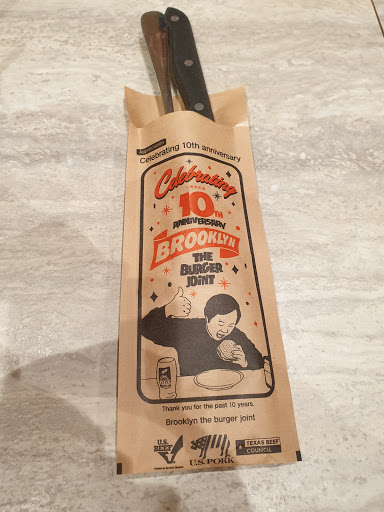 Celebrating 10th anniversary
Celebrating
10TH
ANNIVERSARY
BROOKLYN
THE
BURGER
JOINT
Thank you for the past 10 years.
Brooklyn the burger joint
U.S.
U.S. PORK
TEXAS BEEF
COUNCIL